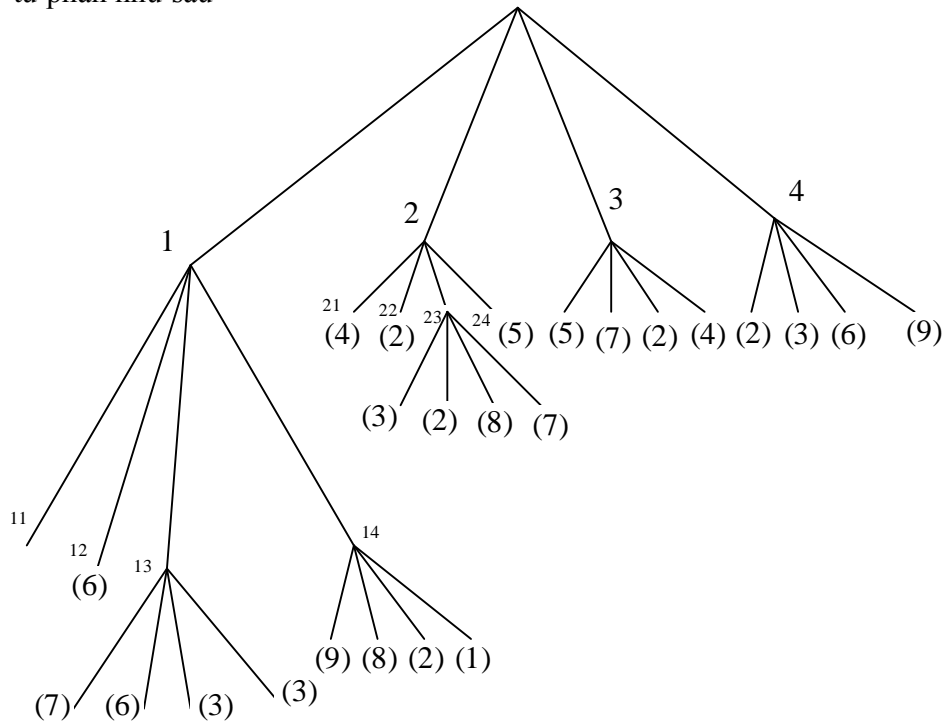 tứ phân như sau
4
3
2
1
21 22 23 24
(4) (2) (5) (5) (7) (2) (4) (2) (3) (6) (9)
(3) (2) (8) (7)
11
12 13 14
(6)
(9) (8) (2) (1)
(7) (6) (3) (3)